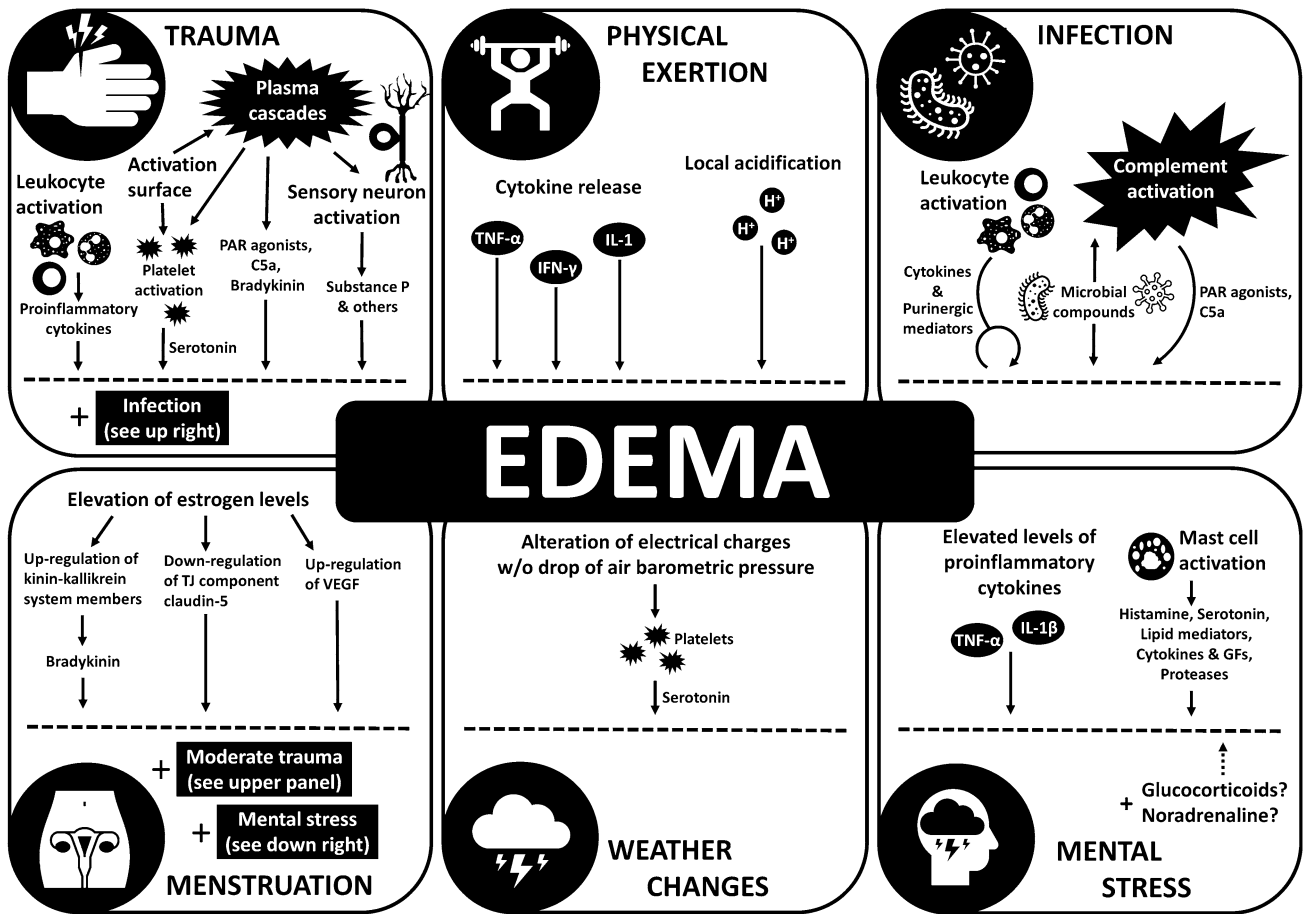 TRAUMA
Plasma
cascades
Activation
surface
Leukocyte
activation
Sensory neuron
activation
PAR agonists,
C5a,
Bradykinin
Platelet
activation
Substance P
& others
Proinflammatory
cytokines
Serotonin
+ Infection
(see up right)
PHYSICAL
EXERTION
Cytokine release
Local acidification
TNF-α
IFN-γ
IL-1
H+
H+
H+
INFECTION
Leukocyte
activation
Complement
activation
Cytokines
&
Purinergic
mediators
Microbial
compounds
PAR agonists,
C5a
EDEMA
Elevation of estrogen levels
Up-regulation of
kinin-kallikrein
system members
Down-regulation
of TJ component
claudin-5
Up-regulation
of VEGF
Bradykinin
+ Moderate trauma
(see upper panel)
+ Mental stress
(see down right)
MENSTRUATION
Alteration of electrical charges
w/o drop of air barometric pressure
Platelets
Serotonin
WEATHER
CHANGES
Elevated levels of
proinflammatory
cytokines
TNF-α
IL-1β
Mast cell
activation
Histamine, Serotonin,
Lipid mediators,
Cytokines & GFs,
Proteases
+ Glucocorticoids?
Noradrenaline?
MENTAL
STRESS